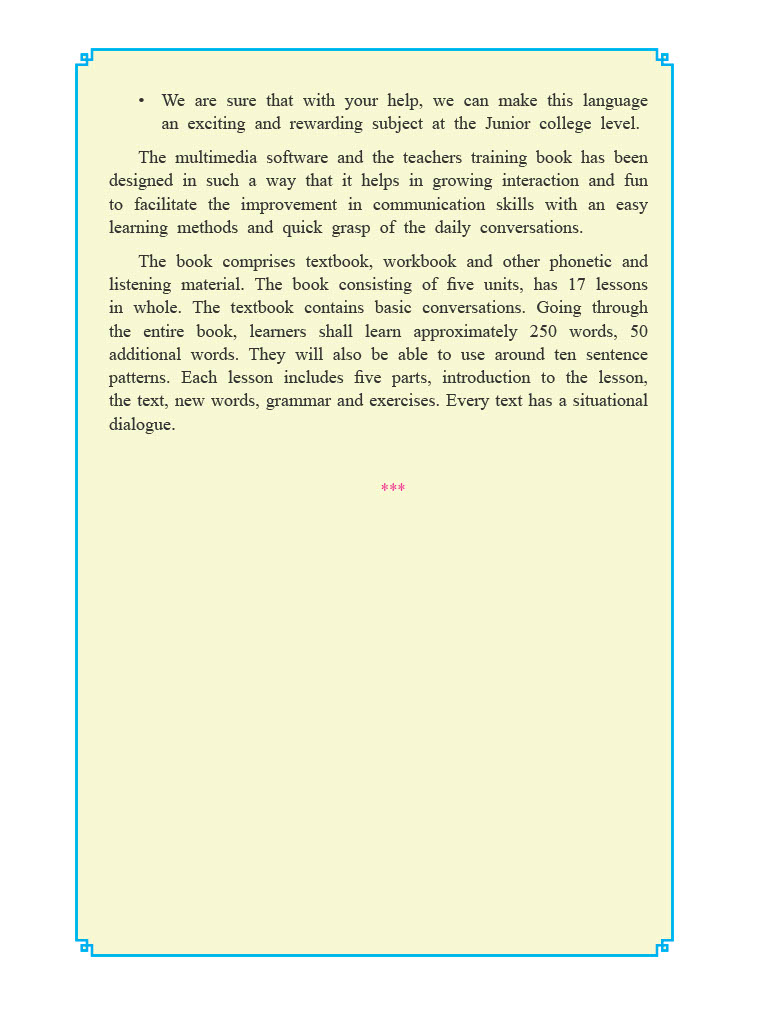 • We are sure that with your help, we can make this language
an exciting and rewarding subject at the Junior college level.
The multimedia software and the teachers training book has been
designed in such a way that it helps in growing interaction and fun
to facilitate the improvement in communication skills with an easy
learning methods and quick grasp of the daily conversations.
The book comprises textbook, workbook and other phonetic and
listening material. The book consisting of five units, has 17 lessons
in whole. The textbook contains basic conversations. Going through
the entire book, learners shall learn approximately 250 words, 50
additional words. They will also be able to use around ten sentence
patterns. Each lesson includes five parts, introduction to the lesson,
the text, new words, grammar and exercises. Every text has a situational
dialogue.
***